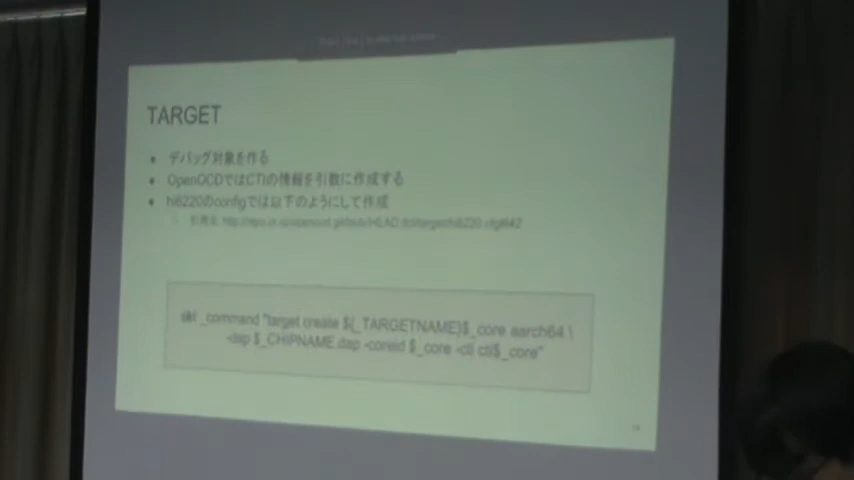 TARGET
デバッグ対象を作る
OpenOCDではCTIの情報を引数に作成する
hi6220のconfigでは以下のようにして作成
set _command "target create ${_TARGETNAME}$_core aarch64 \
-dap $_CHIPNAME.dap -coreid $_core -cti cti$_core"